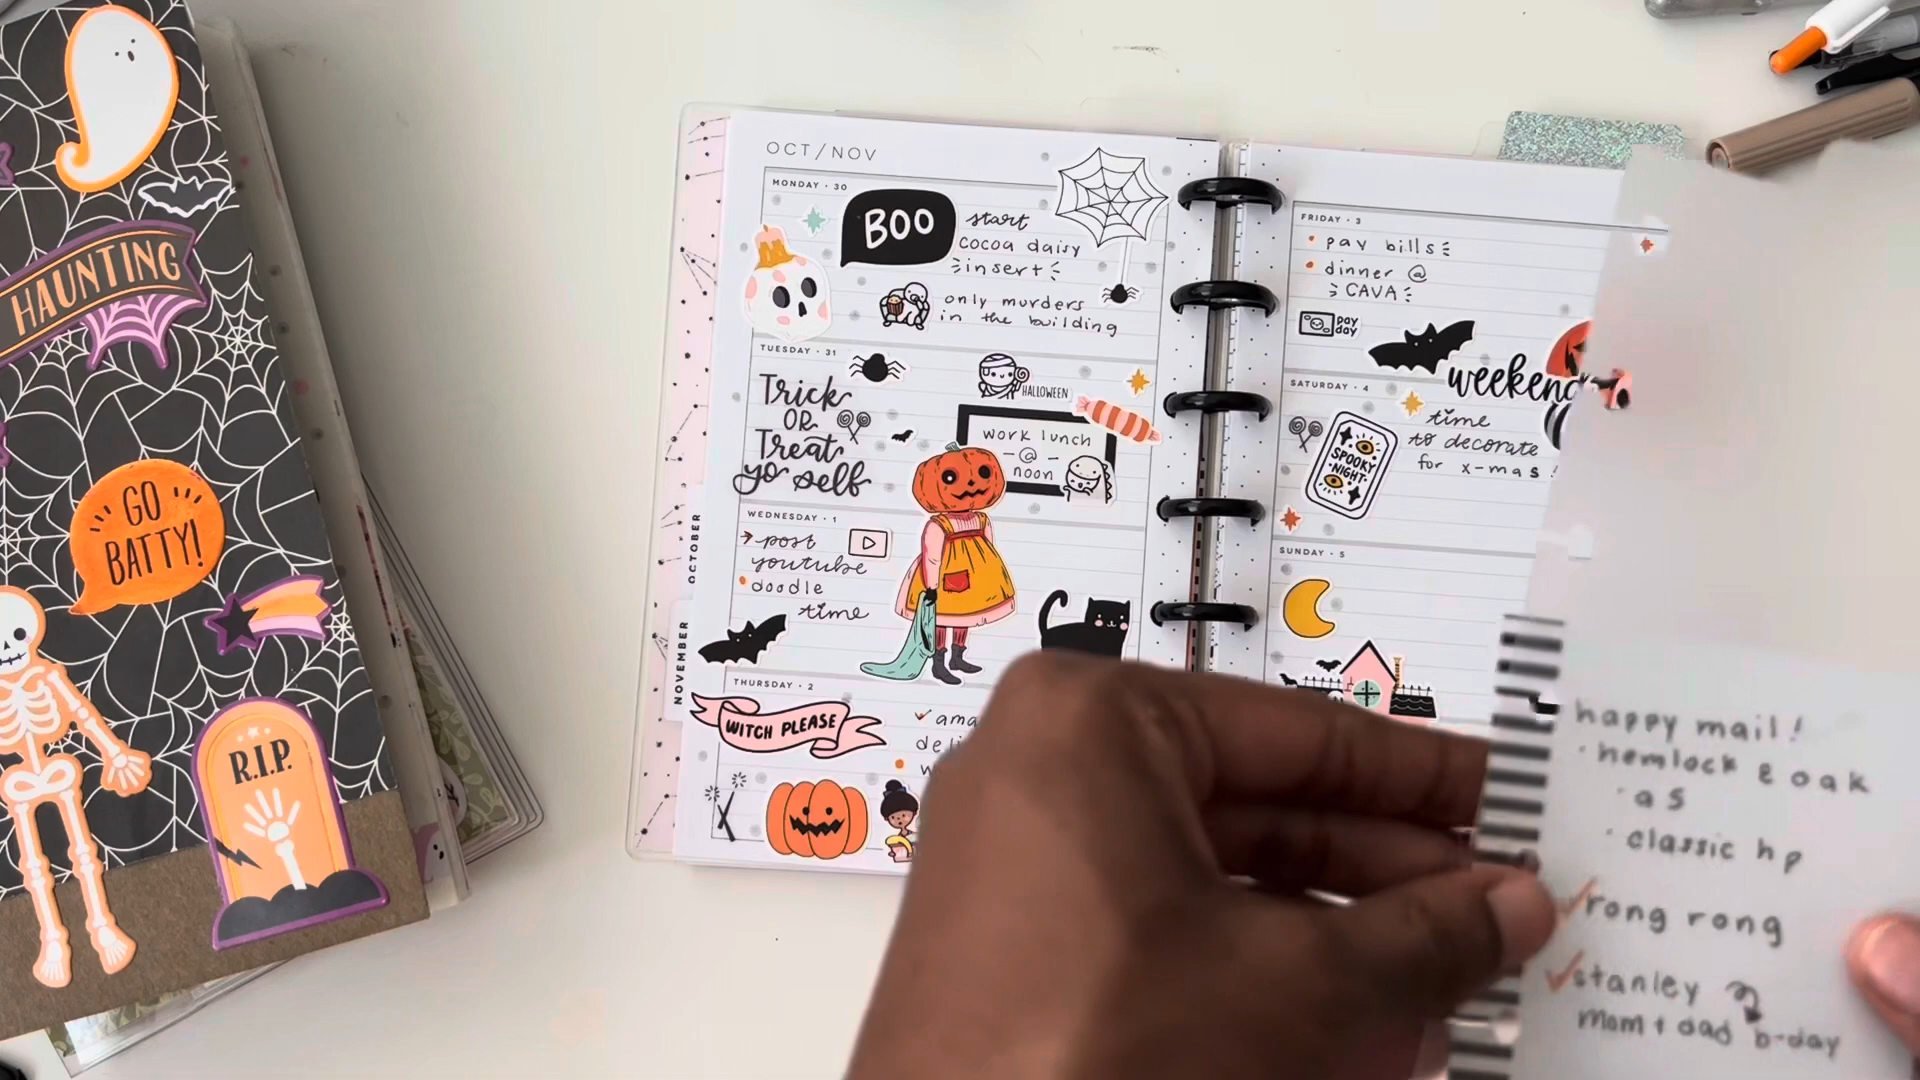 HAUNTING
GO
BATTY!
R.I.P.
OCT/NOV
OCTOBER
NOVEMBER
MONDAY · 30
BOO
start
cocoa daisy
insert
only murders
in the building
TUESDAY · 31
Trick
OR
Treat
yo self
HALLOWEEN
work lunch
- @ -
noon
WEDNESDAY · 1
post
youtube
doodle
time
THURSDAY · 2
WITCH PLEASE
FRIDAY · 3
pay bills
dinner @
CAVA
pay
day
weekend
SATURDAY · 4
SPOOKY
NIGHT
time
to decorate
for x-mas!
SUNDAY · 5
happy mail!
· hemlock & oak
· a5
· classic hp
rong rong
stanley
mom + dad b-day